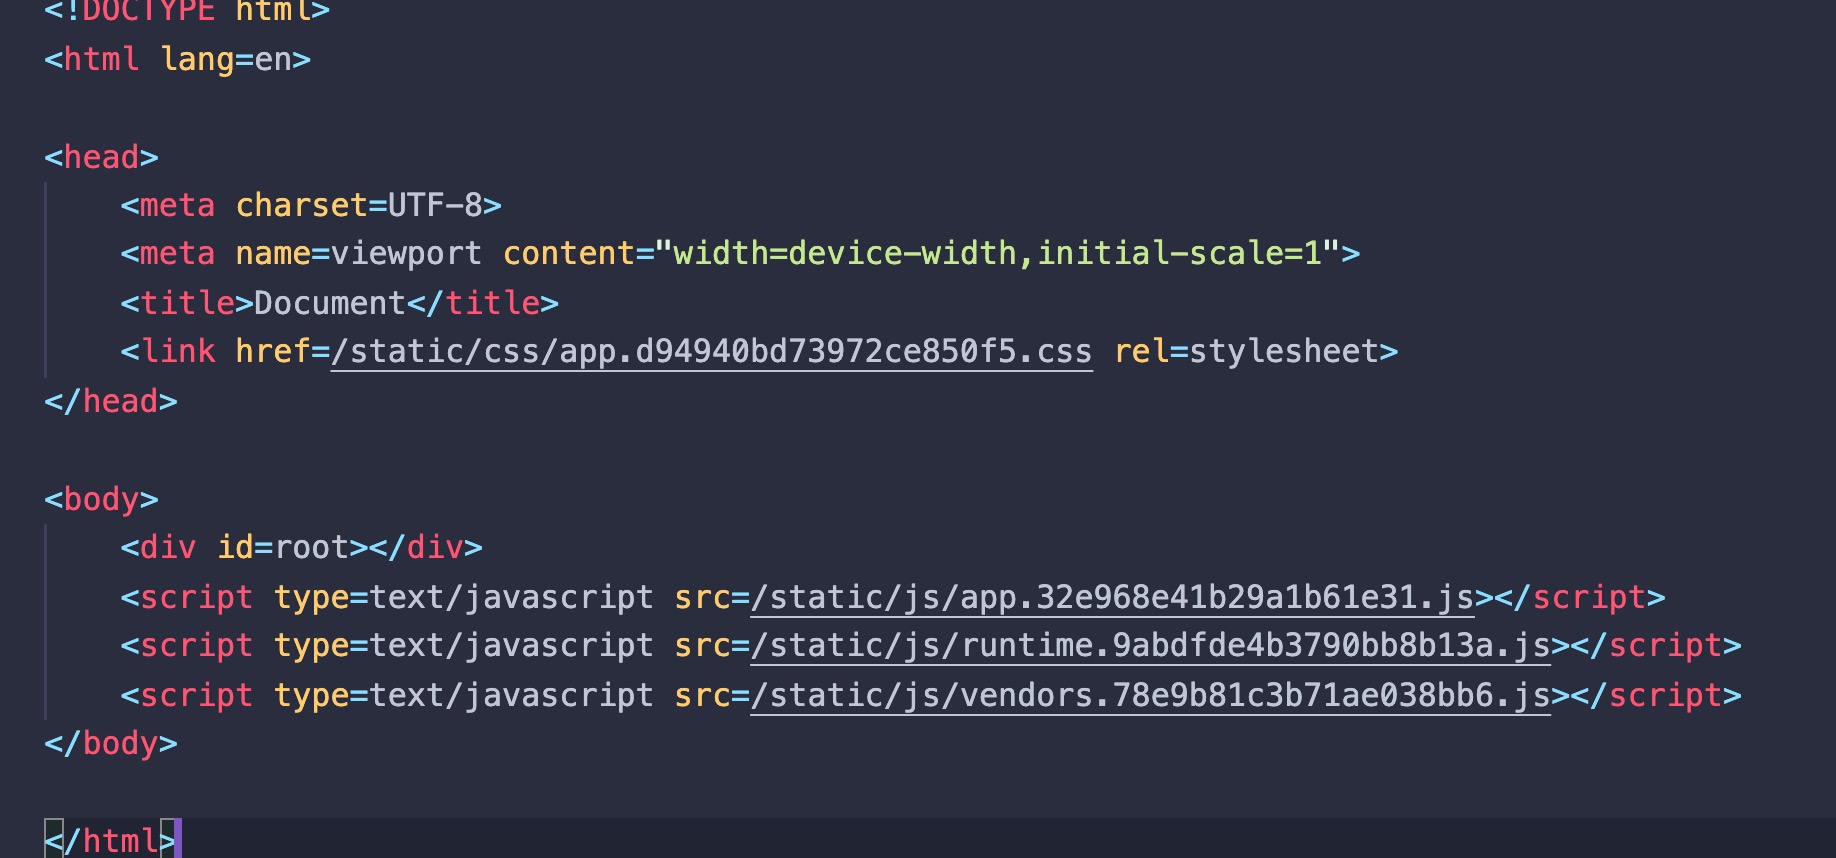 <!DOCTYPE html>
<html lang=en>
<head>
<meta charset=UTF-8>
<meta name=viewport content="width=device-width,initial-scale=1">
<title>Document</title>
<link href=/static/css/app.d94940bd73972ce850f5.css rel=stylesheet>
</head>
<body>
<div id=root></div>
<script type=text/javascript src=/static/js/app.32e968e41b29a1b61e31.js></script>
<script type=text/javascript src=/static/js/runtime.9abdfde4b3790bb8b13a.js></script>
<script type=text/javascript src=/static/js/vendors.78e9b81c3b71ae038bb6.js></script>
</body>
</html>